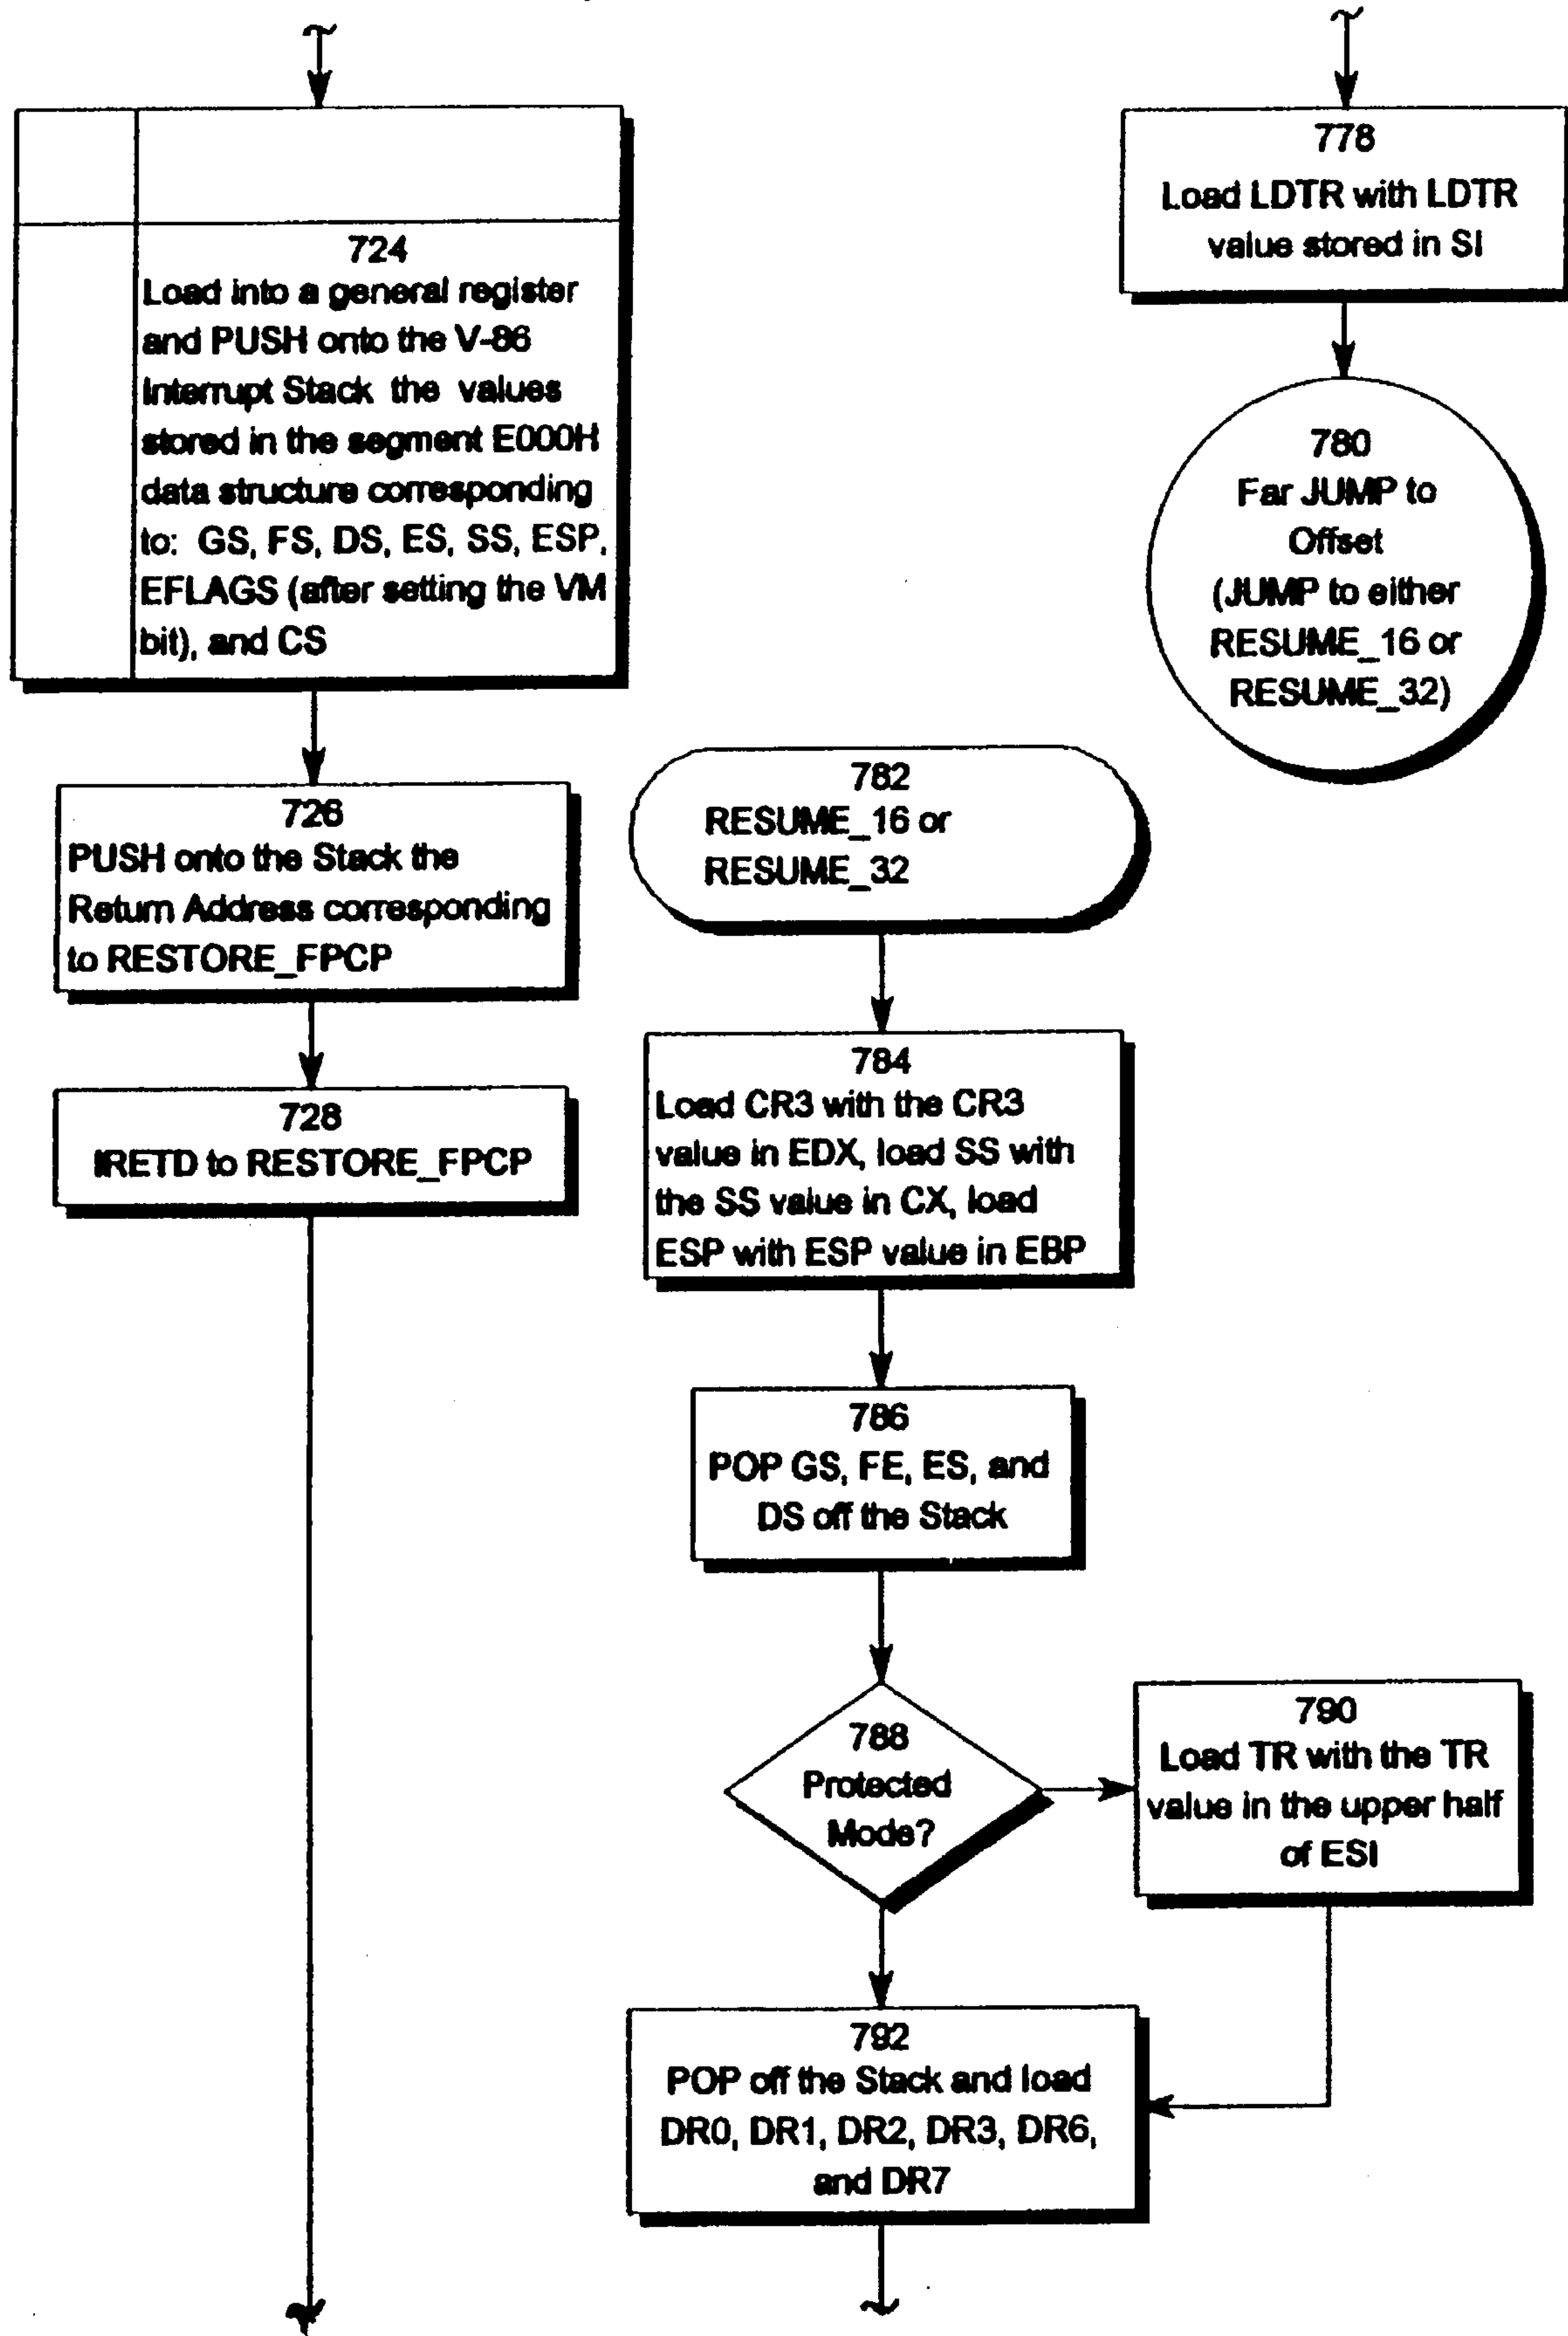 724
Load into a general register
and PUSH onto the V-86
Interrupt Stack the values
stored in the segment E000H
data structure corresponding
to: GS, FS, DS, ES, SS, ESP,
EFLAGS (after setting the VM
bit), and CS
726
PUSH onto the Stack the
Return Address corresponding
to RESTORE_FPCP
728
IRETD to RESTORE_FPCP
778
Load LDTR with LDTR
value stored in SI
780
Far JUMP to
Offset
(JUMP to either
RESUME_16 or
RESUME_32)
782
RESUME_16 or
RESUME_32
784
Load CR3 with the CR3
value in EDX, load SS with
the SS value in CX, load
ESP with ESP value in EBP
786
POP GS, FE, ES, and
DS off the Stack
788
Protected
Mode?
790
Load TR with the TR
value in the upper half
of ESI
792
POP off the Stack and load
DR0, DR1, DR2, DR3, DR6,
and DR7